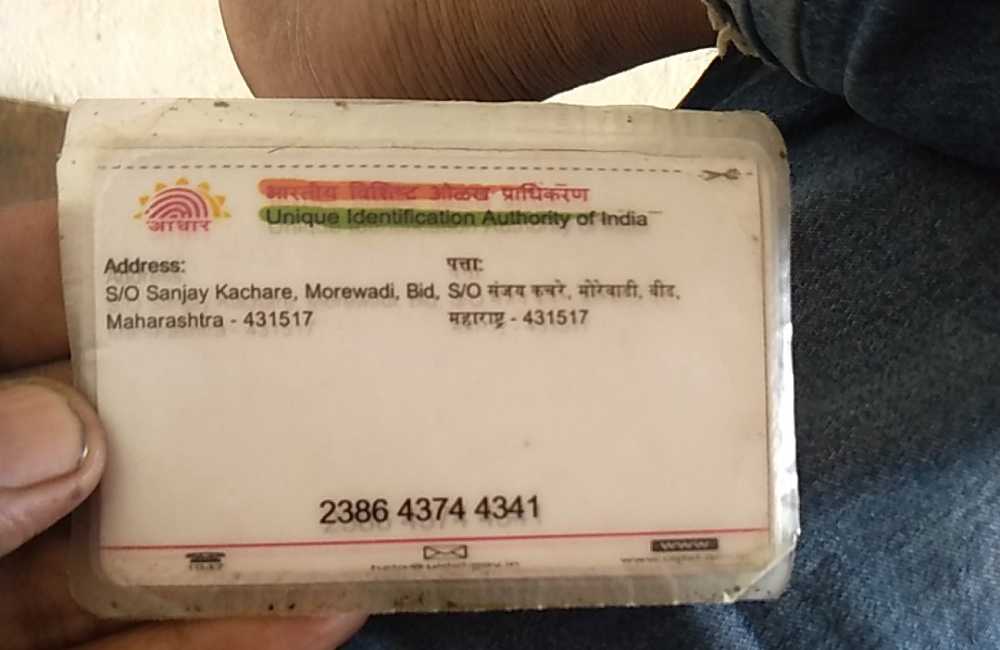 भारतीय विशिष्ट ओळख प्राधिकरण
Unique Identification Authority of India
आधार
Address:
S/O Sanjay Kachare, Morewadi, Bid,
Maharashtra - 431517
पत्ता:
S/O संजय कचरे, मोरेवाडी, बीड,
महाराष्ट्र - 431517
2386 4374 4341
WWW